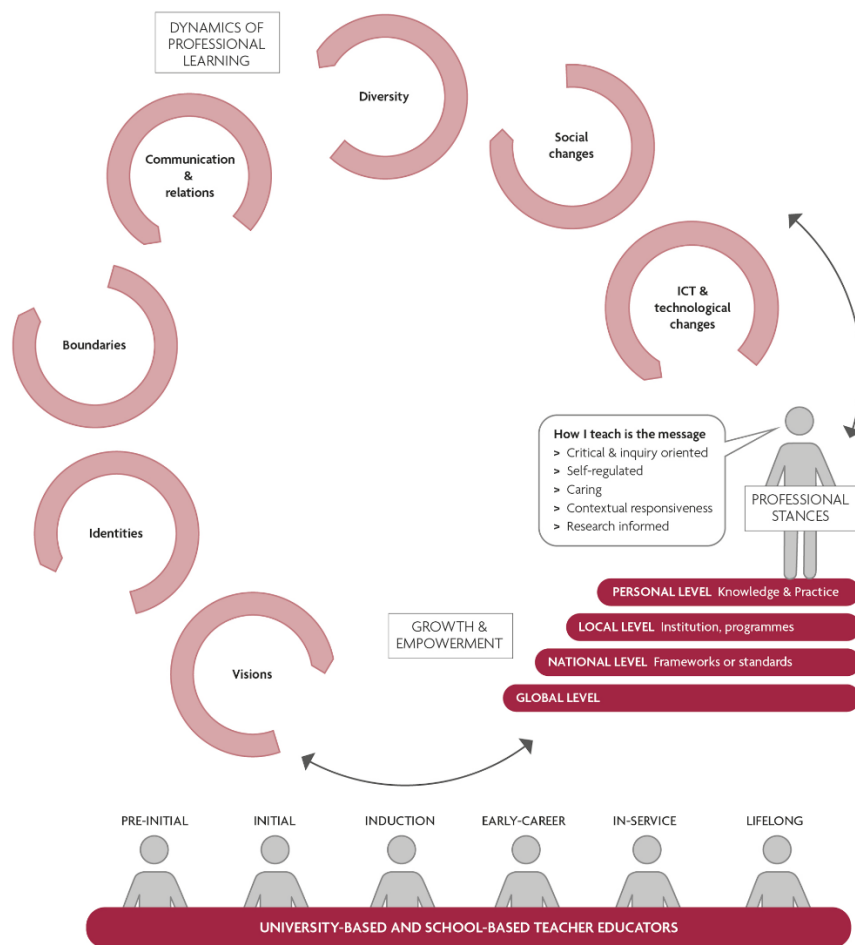 DYNAMICS OF
PROFESSIONAL
LEARNING
Diversity
Social
changes
Communication
&
relations
ICT &
technological
changes
Boundaries
How I teach is the message
> Critical & inquiry oriented
> Self-regulated
> Caring
> Contextual responsiveness
> Research informed
PROFESSIONAL
STANCES
Identities
PERSONAL LEVEL Knowledge & Practice
LOCAL LEVEL Institution, programmes
NATIONAL LEVEL Frameworks or standards
GLOBAL LEVEL
GROWTH &
EMPOWERMENT
Visions
PRE-INITIAL
INITIAL
INDUCTION
EARLY-CAREER
IN-SERVICE
LIFELONG
UNIVERSITY-BASED AND SCHOOL-BASED TEACHER EDUCATORS